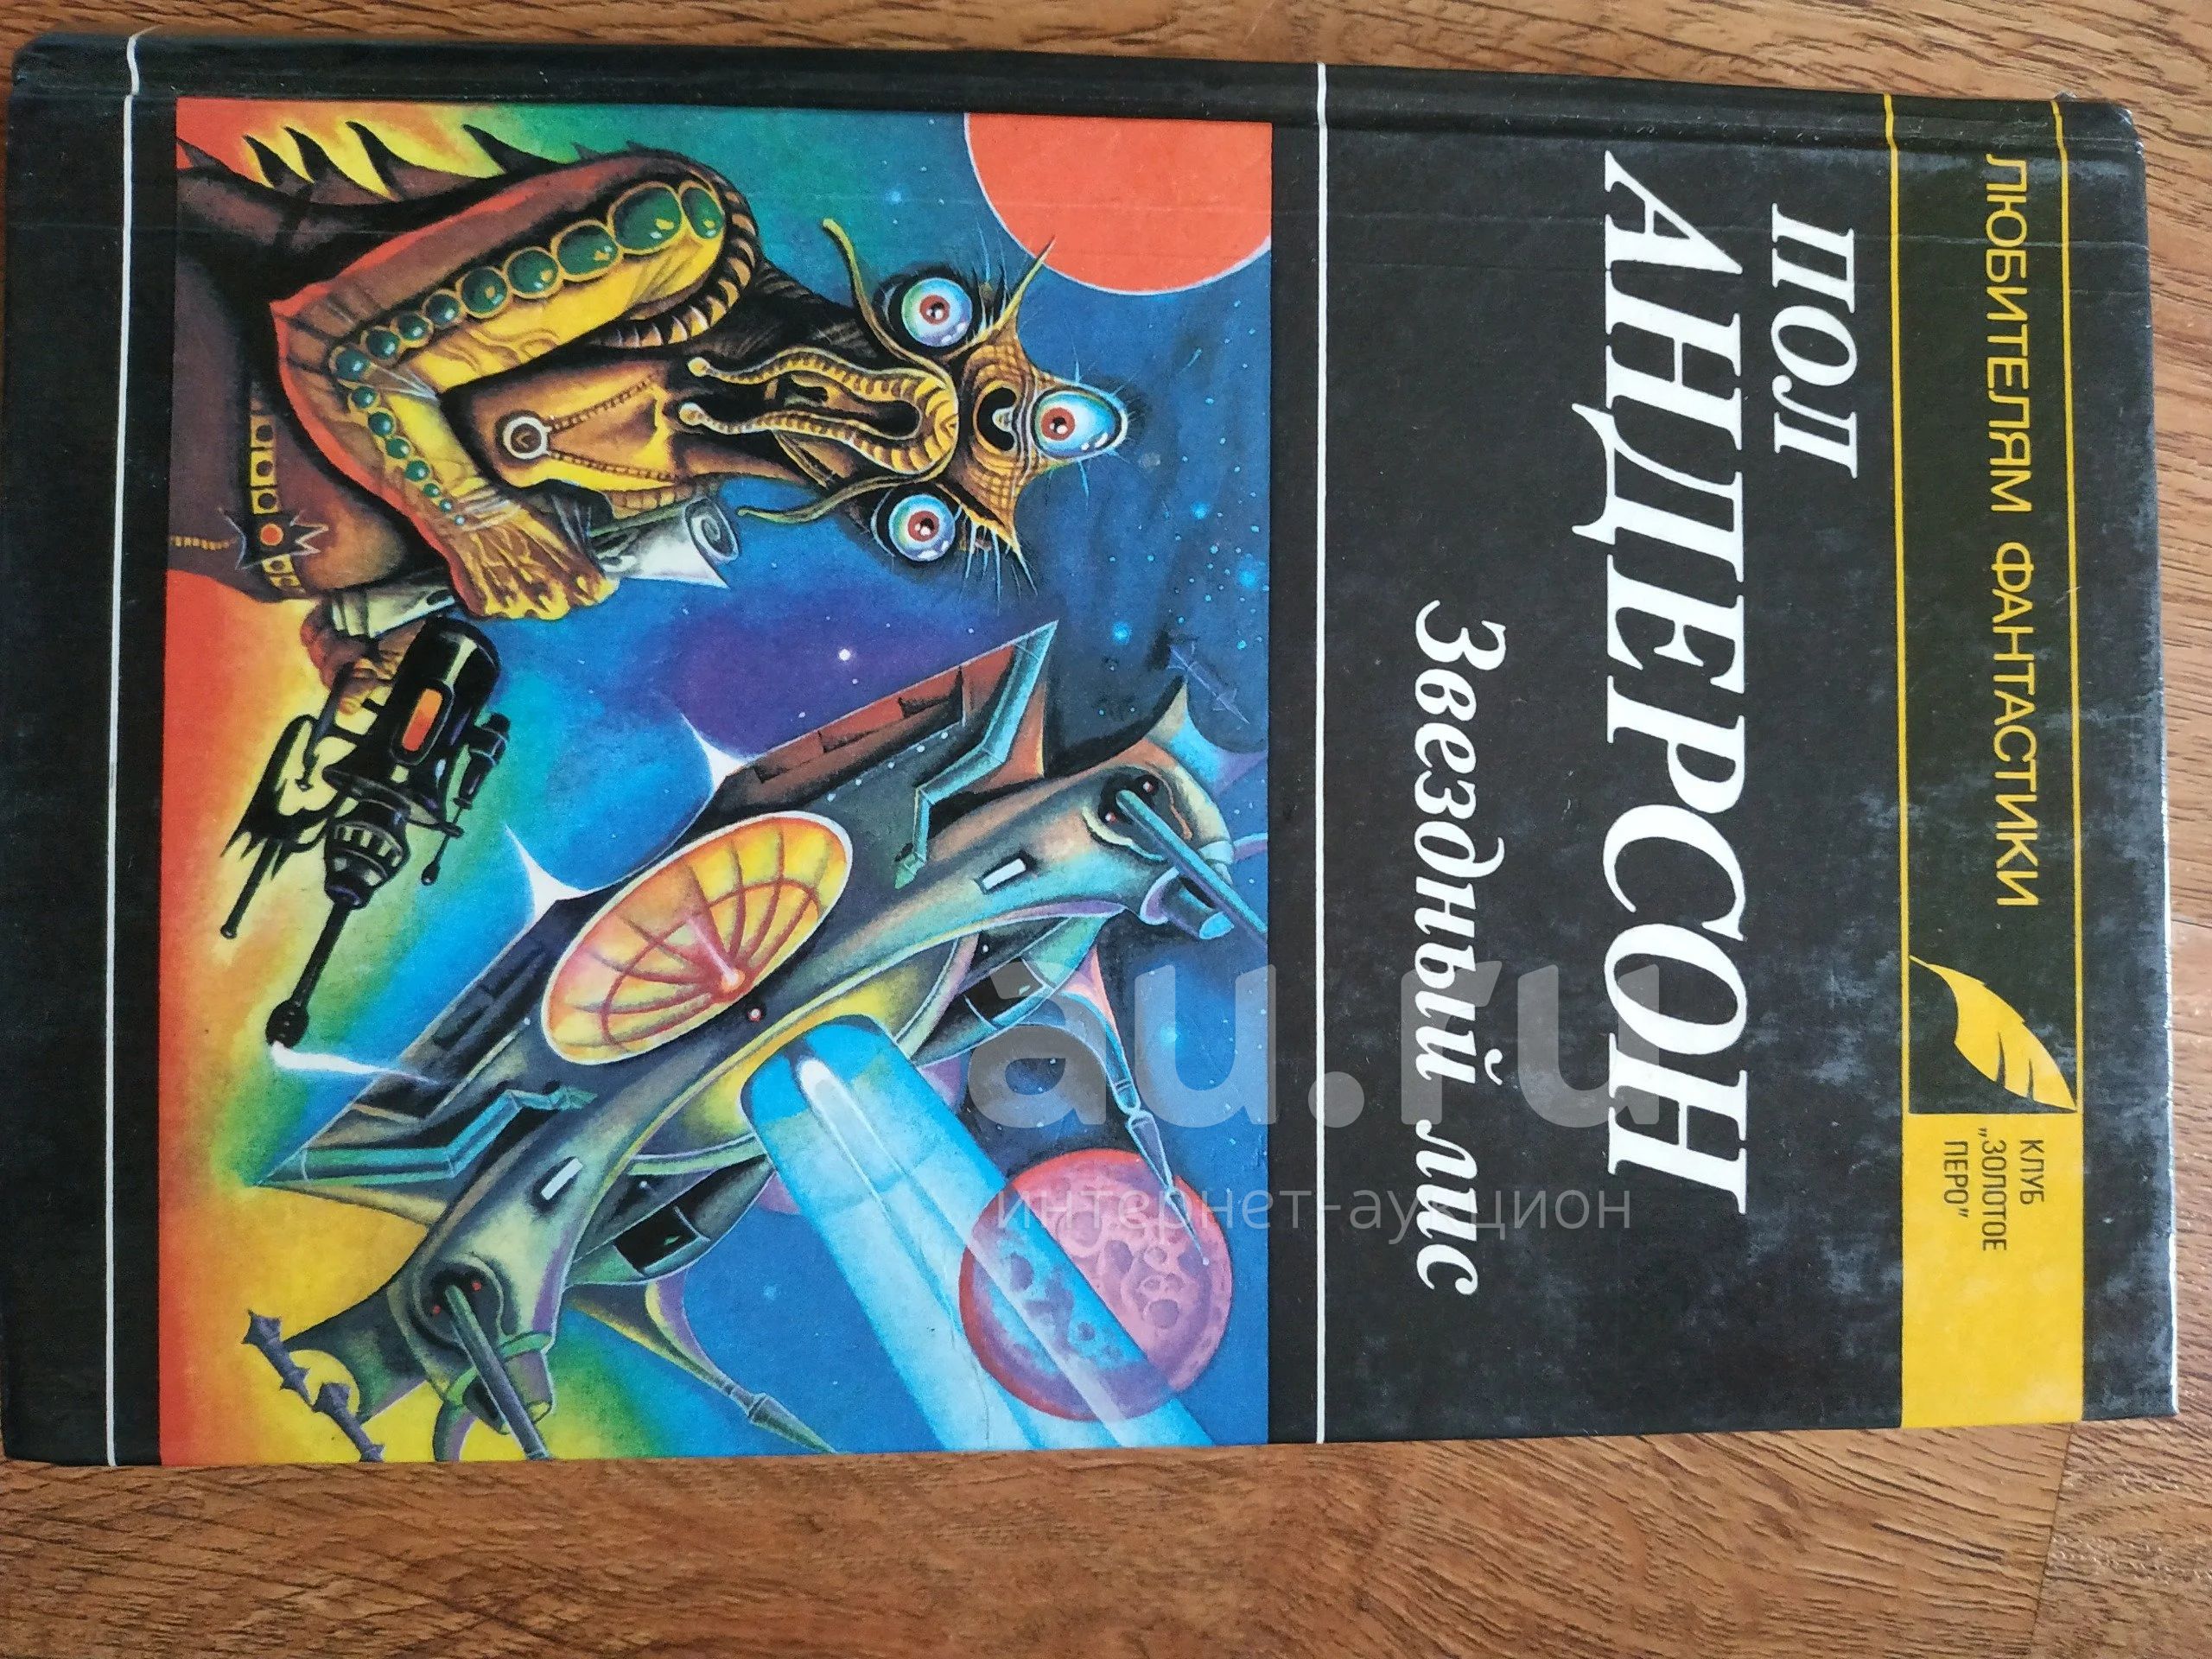 ЛЮБИТЕЛЯМ ФАНТАСТИКИ
КЛУБ
„ЗОЛОТОЕ
ПЕРО”
ПОЛ
АНДЕРСОН
Звездный лис
au.ru
интернет-аукцион